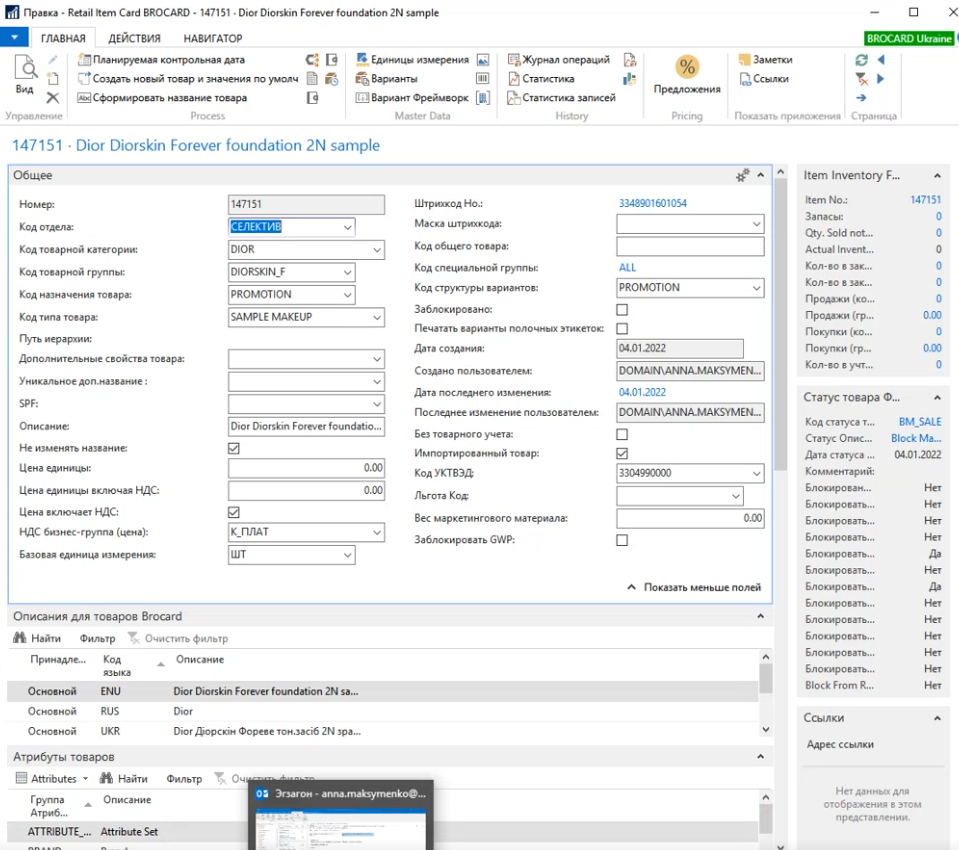 Правка - Retail Item Card BROCARD - 147151 · Dior Diorskin Forever foundation 2N sample
ГЛАВНАЯ ДЕЙСТВИЯ НАВИГАТОР BROCARD Ukraine
Вид
Управление
Планируемая контрольная дата
Создать новый товар и значения по умолч
Сформировать название товара
Process
Единицы измерения
Варианты
Вариант Фреймворк
Master Data
Журнал операций
Статистика
Статистика записей
History
%
Предложения
Pricing
Заметки
Ссылки
Показать приложения
Страница
147151 · Dior Diorskin Forever foundation 2N sample
Общее
Номер: 147151
Код отдела: СЕЛЕКТИВ
Код товарной категории: DIOR
Код товарной группы: DIORSKIN_F
Код назначения товара: PROMOTION
Код типа товара: SAMPLE MAKEUP
Путь иерархии:
Дополнительные свойства товара:
Уникальное доп.название :
SPF:
Описание: Dior Diorskin Forever foundatio...
Не изменять название:
Цена единицы: 0.00
Цена единицы включая НДС: 0.00
Цена включает НДС:
НДС бизнес-группа (цена): К_ПЛАТ
Базовая единица измерения: ШТ
Штрихкод Но.: 3348901601054
Маска штрихкода:
Код общего товара:
Код специальной группы: ALL
Код структуры вариантов: PROMOTION
Заблокировано:
Печатать варианты полочных этикеток:
Дата создания: 04.01.2022
Создано пользователем: DOMAIN\ANNA.MAKSYMEN...
Дата последнего изменения: 04.01.2022
Последнее изменение пользователем: DOMAIN\ANNA.MAKSYMEN...
Без товарного учета:
Импортированный товар:
Код УКТВЭД: 3304990000
Льгота Код:
Вес маркетингового материала: 0.00
Заблокировать GWP:
Показать меньше полей
Описания для товаров Brocard
Найти Фильтр Очистить фильтр
Принадле... Код языка Описание
Основной ENU Dior Diorskin Forever foundation 2N sa...
Основной RUS Dior
Основной UKR Dior Діорскін Фореве тон.засіб 2N зра...
Атрибуты товаров
Attributes Найти Фильтр Очистить фильтр
Группа Атриб... Описание
ATTRIBUTE_... Attribute Set
Эгзагон - anna.maksymenko@...
Item Inventory F...
Item No.: 147151
Запасы: 0
Qty. Sold not... 0
Actual Invent... 0
Кол-во в зак... 0
Кол-во в зак... 0
Продажи (ко... 0
Продажи (гр... 0.00
Покупки (ко... 0
Покупки (гр... 0.00
Кол-во в учт... 0
Статус товара Ф...
Код статуса т... BM_SALE
Статус Опис... Block Ma...
Дата статуса ... 04.01.2022
Комментарий:
Блокирован... Нет
Блокировать... Нет
Блокировать... Нет
Блокировать... Нет
Блокировать... Да
Блокировать... Нет
Блокировать... Да
Блокировать... Нет
Блокировать... Нет
Блокировать... Нет
Блокировать... Нет
Блокировать... Нет
Block From R... Нет
Ссылки
Адрес ссылки
Нет данных для
отображения в этом
представлении.